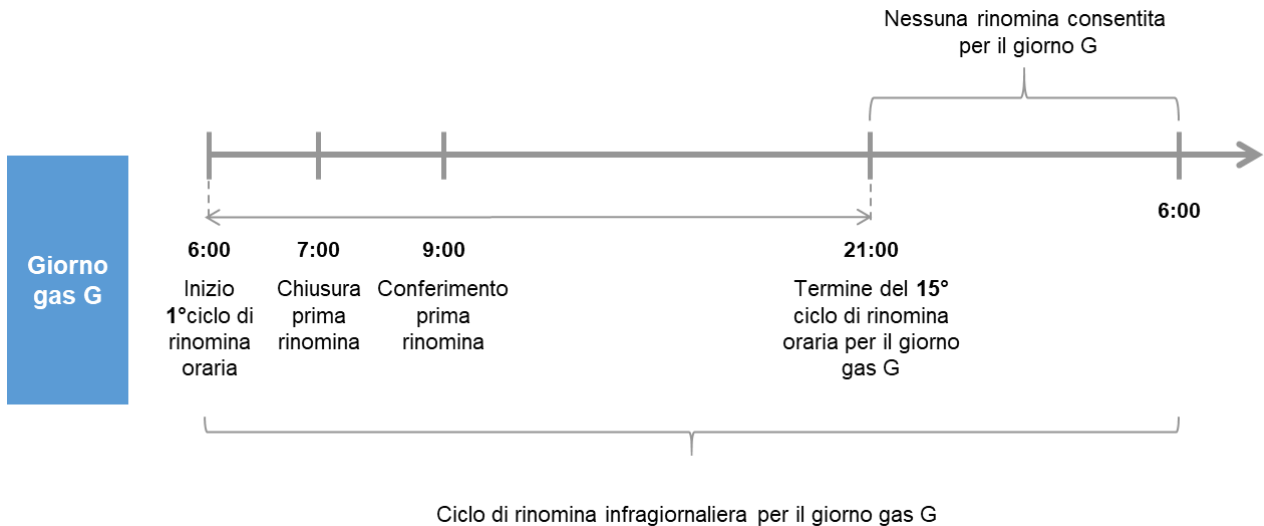 Nessuna rinomina consentita
per il giorno G
6:00
Giorno
gas G
6:00
Inizio
1°ciclo di
rinomina
oraria
7:00
Chiusura
prima
rinomina
9:00
Conferimento
prima
rinomina
21:00
Termine del 15°
ciclo di rinomina
oraria per il giorno
gas G
Ciclo di rinomina infragiornaliera per il giorno gas G